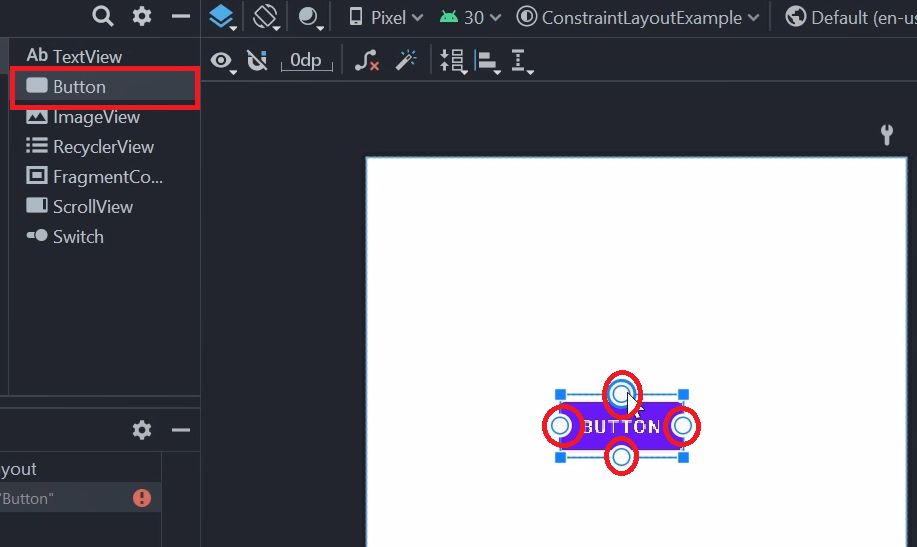 Pixel 30 ConstraintLayoutExample Default (en-us
Ab TextView
0dp
Button
ImageView
RecyclerView
FragmentCo...
ScrollView
Switch
BUTTON
yout
"Button"